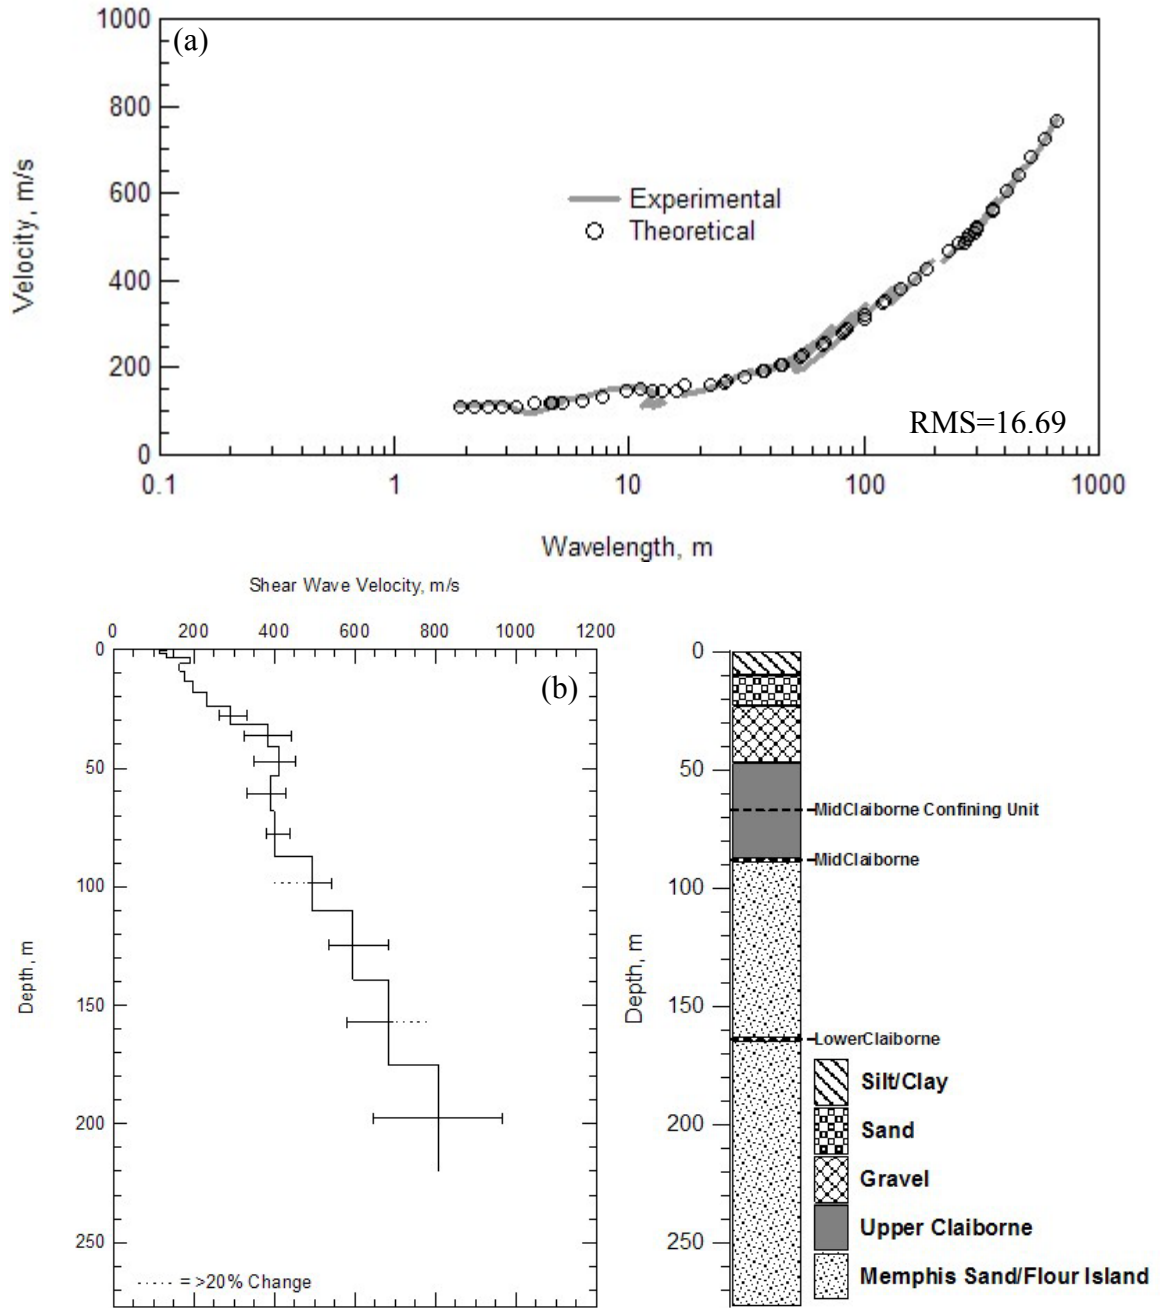 1000
(a)
800
600
400
200
0
Velocity, m/s
Experimental
Theoretical
RMS=16.69
0.1 1 10 100 1000
Wavelength, m
Shear Wave Velocity, m/s
0 200 400 600 800 1000 1200
0
50
100
150
200
250
Depth, m
(b)
= >20% Change
0
50
100
150
200
250
Depth, m
MidClaiborne Confining Unit
MidClaiborne
LowerClaiborne
Silt/Clay
Sand
Gravel
Upper Claiborne
Memphis Sand/Flour Island